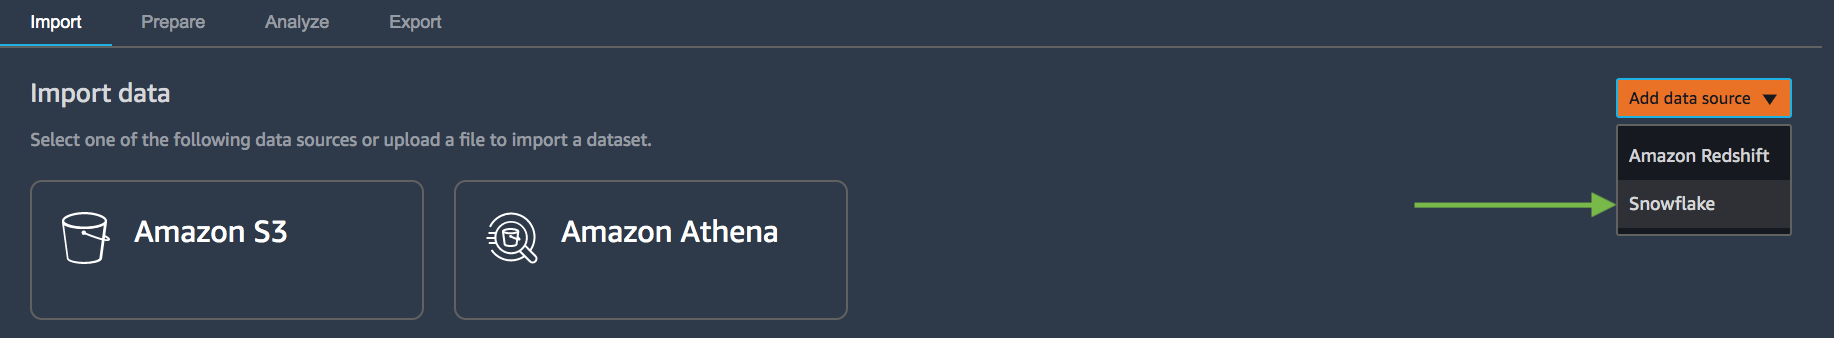 Import Prepare Analyze Export
Import data
Add data source
Select one of the following data sources or upload a file to import a dataset.
Amazon Redshift
Snowflake
Amazon S3
Amazon Athena